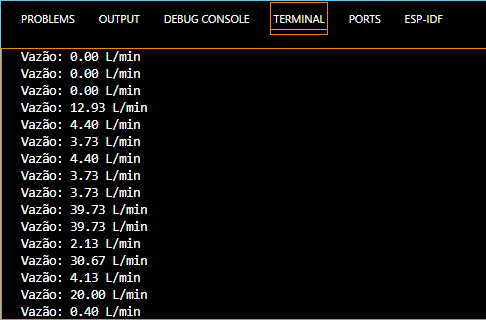 PROBLEMS OUTPUT DEBUG CONSOLE TERMINAL PORTS ESP-IDF
Vazão: 0.00 L/min
Vazão: 0.00 L/min
Vazão: 0.00 L/min
Vazão: 12.93 L/min
Vazão: 4.40 L/min
Vazão: 3.73 L/min
Vazão: 4.40 L/min
Vazão: 3.73 L/min
Vazão: 3.73 L/min
Vazão: 39.73 L/min
Vazão: 39.73 L/min
Vazão: 2.13 L/min
Vazão: 30.67 L/min
Vazão: 4.13 L/min
Vazão: 20.00 L/min
Vazão: 0.40 L/min